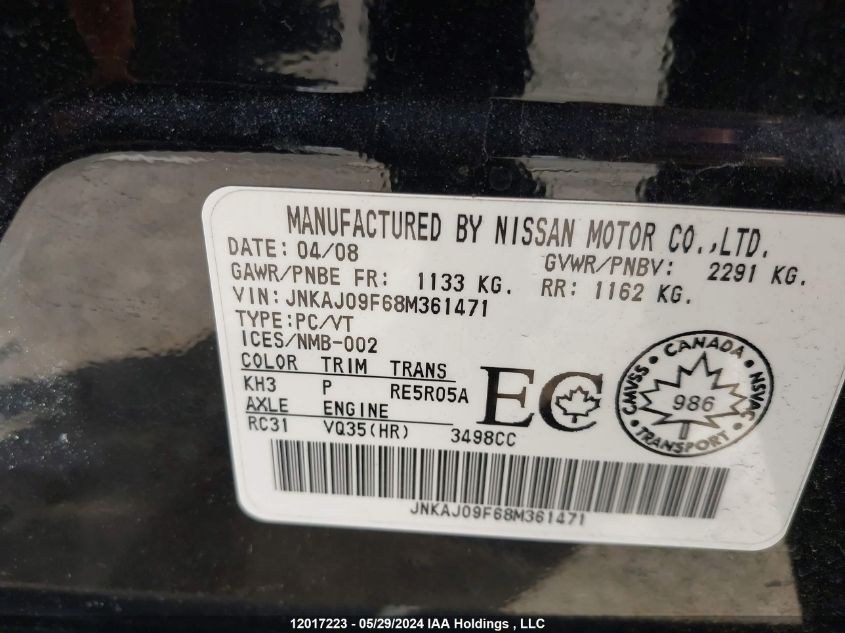 MANUFACTURED BY NISSAN MOTOR CO.,LTD.
DATE: 04/08 GVWR/PNBV: 2291 KG.
GAWR/PNBE FR: 1133 KG. RR: 1162 KG.
VIN: JNKAJ09F68M361471
TYPE:PC/VT
ICES/NMB-002
COLOR TRIM TRANS
KH3 P RE5R05A
AXLE ENGINE
RC31 VQ35(HR) 3498CC
EC
CMVSS • CANADA • NSVAC • TRANSPORT •
986
JNKAJ09F68M361471
12017223 - 05/29/2024 IAA Holdings , LLC